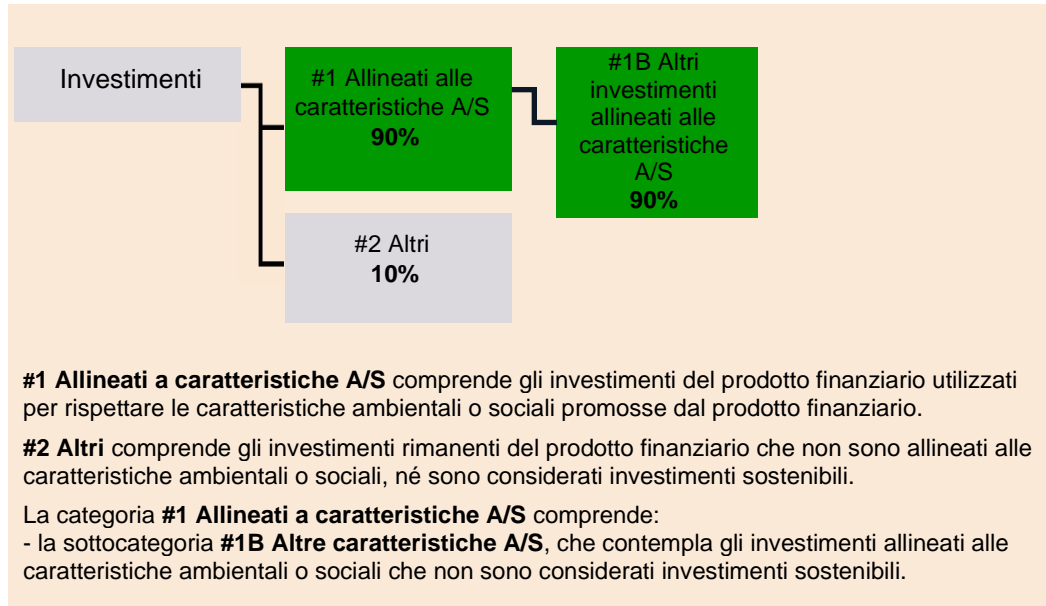 Investimenti
#1 Allineati alle
caratteristiche A/S
90%
#1B Altri
investimenti
allineati alle
caratteristiche
A/S
90%
#2 Altri
10%
#1 Allineati a caratteristiche A/S comprende gli investimenti del prodotto finanziario utilizzati
per rispettare le caratteristiche ambientali o sociali promosse dal prodotto finanziario.
#2 Altri comprende gli investimenti rimanenti del prodotto finanziario che non sono allineati alle
caratteristiche ambientali o sociali, né sono considerati investimenti sostenibili.
La categoria #1 Allineati a caratteristiche A/S comprende:
- la sottocategoria #1B Altre caratteristiche A/S, che contempla gli investimenti allineati alle
caratteristiche ambientali o sociali che non sono considerati investimenti sostenibili.